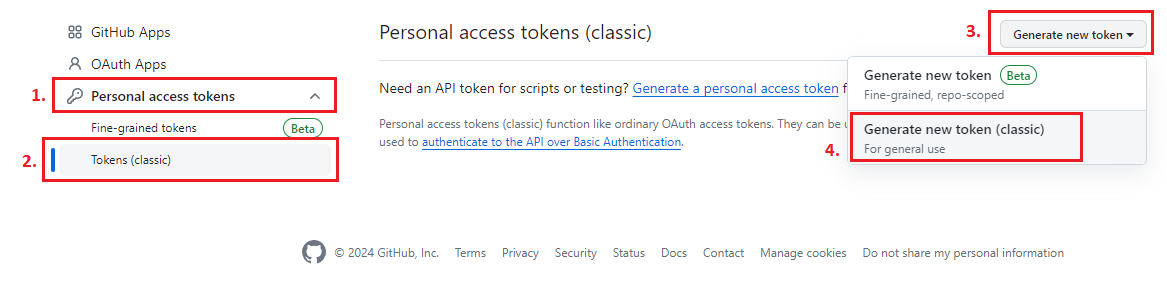 GitHub Apps
OAuth Apps
1. Personal access tokens
Fine-grained tokens Beta
2. Tokens (classic)
Personal access tokens (classic)
3. Generate new token
Need an API token for scripts or testing? Generate a personal access token f
Personal access tokens (classic) function like ordinary OAuth access tokens. They can be u
used to authenticate to the API over Basic Authentication.
Generate new token Beta
Fine-grained, repo-scoped
4. Generate new token (classic)
For general use
© 2024 GitHub, Inc. Terms Privacy Security Status Docs Contact Manage cookies Do not share my personal information